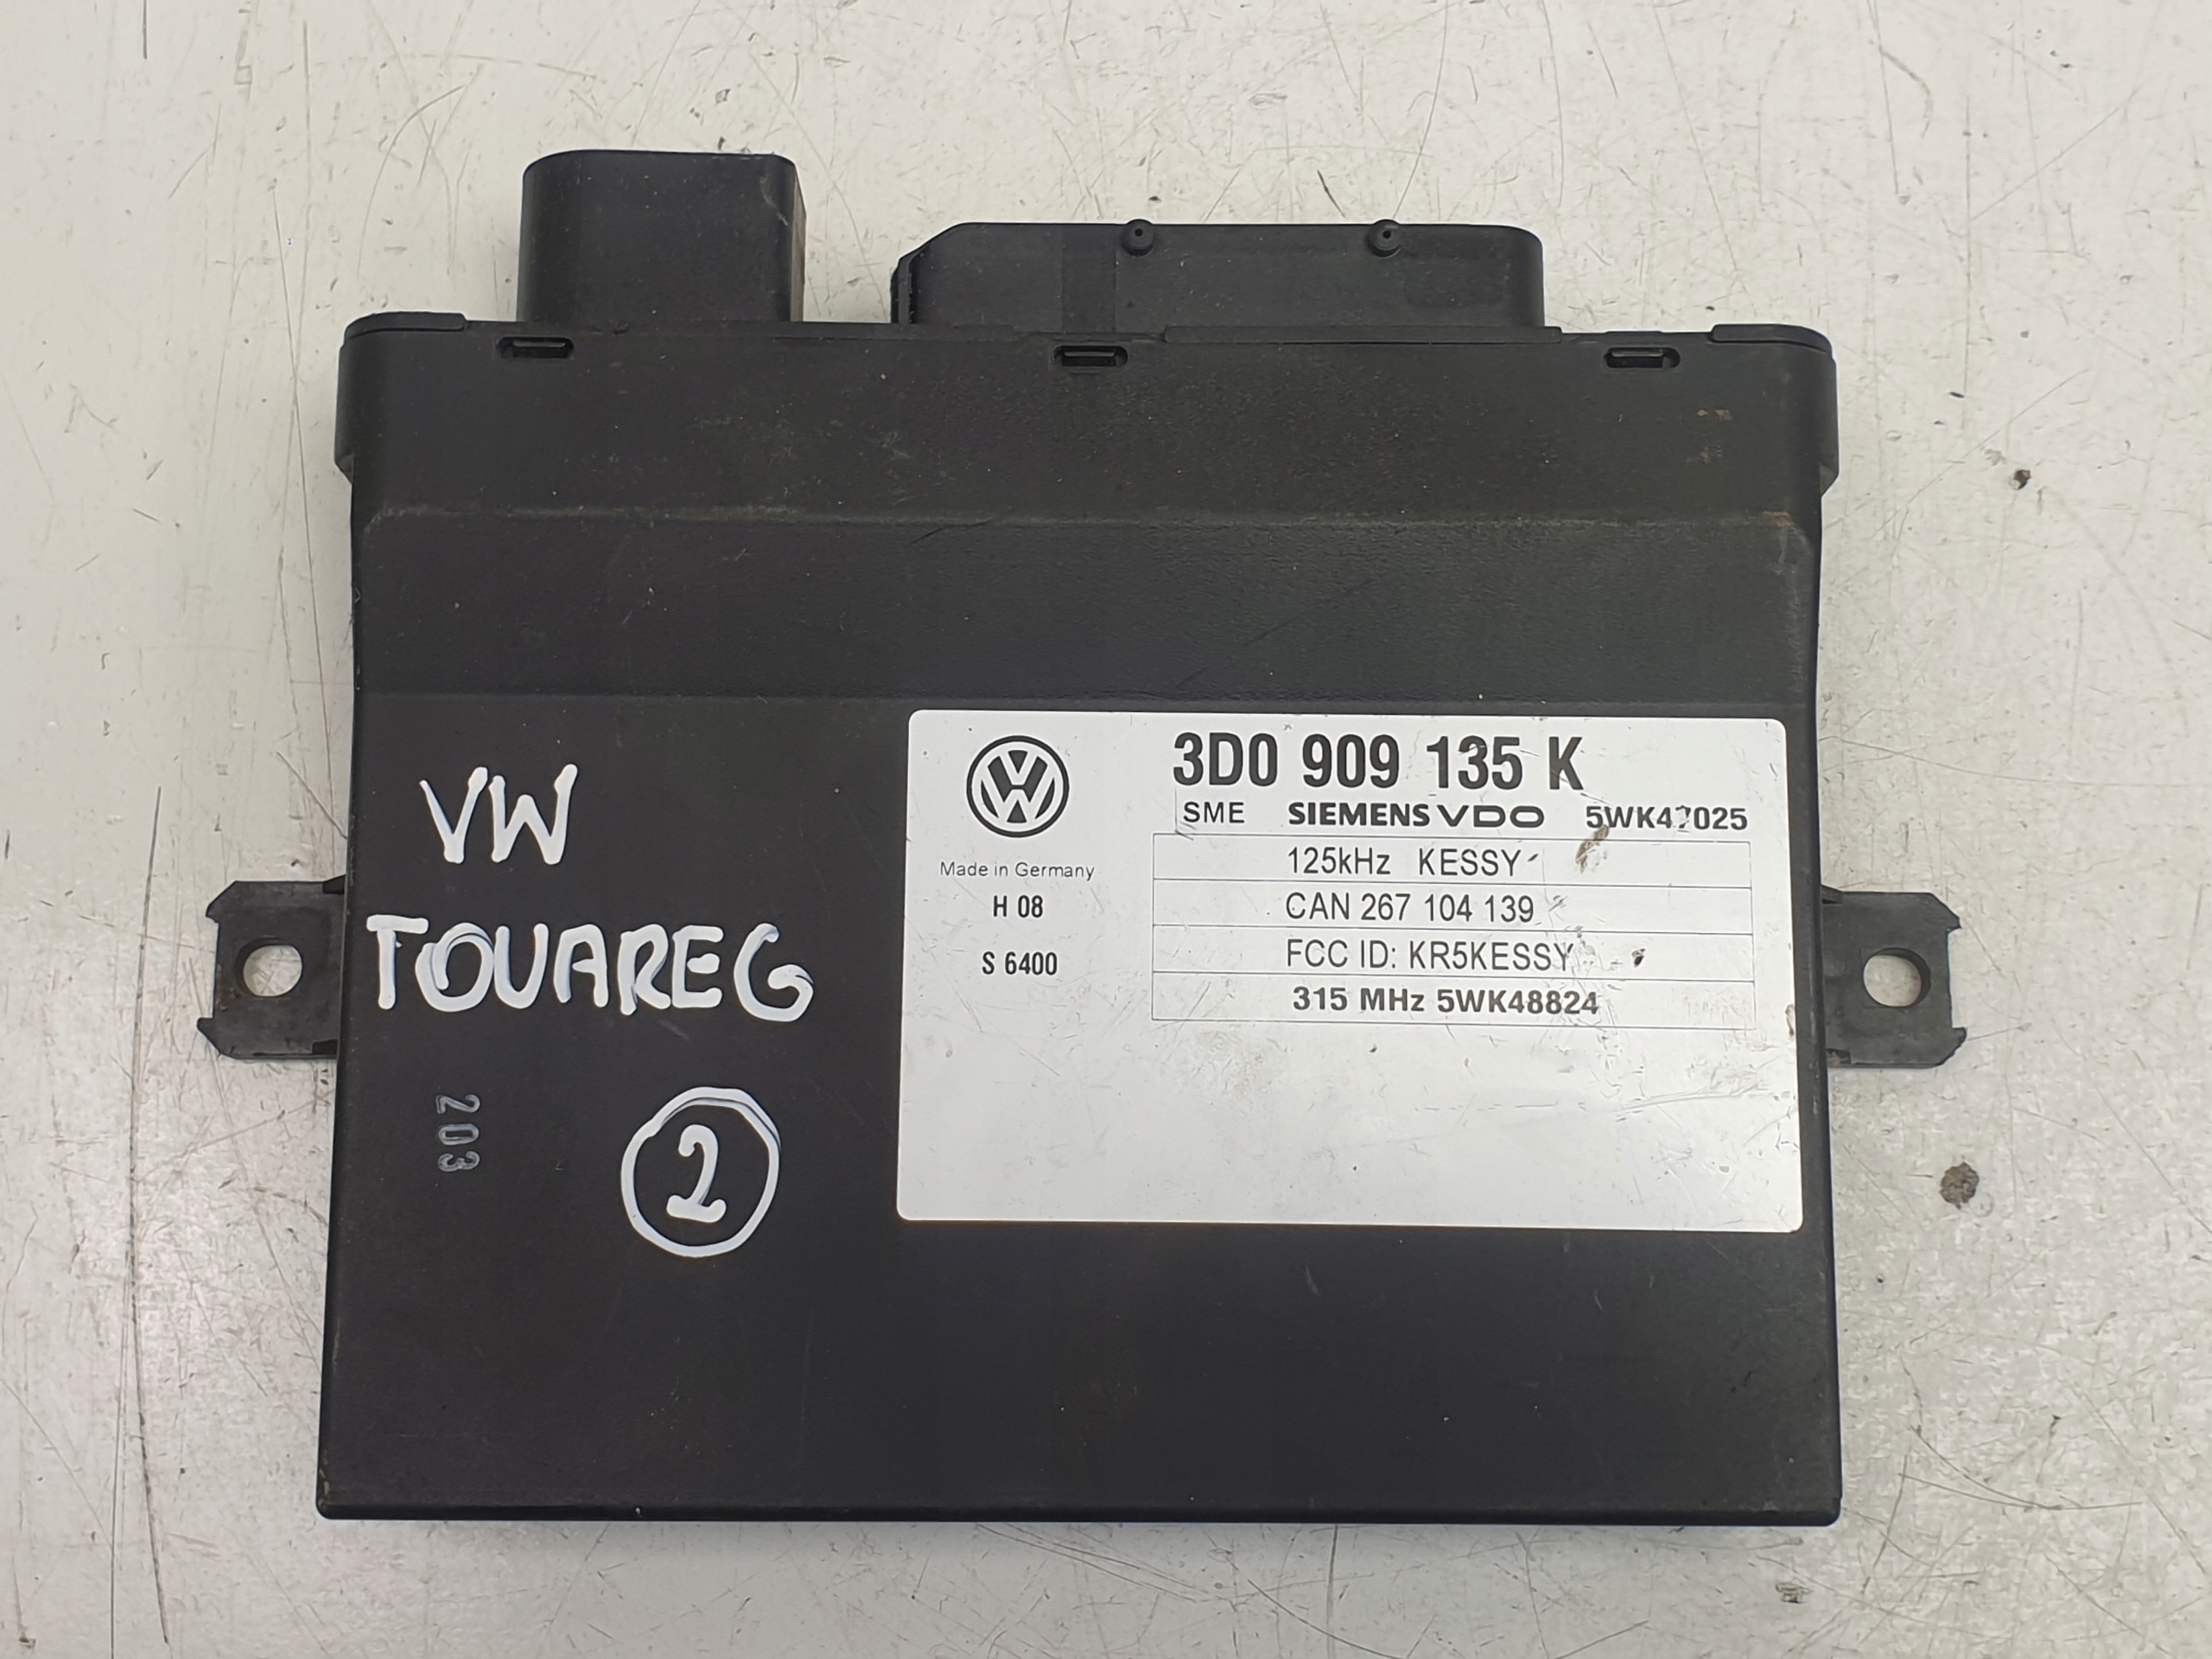 3D0 909 135 K
SME SIEMENS VDO 5WK47025
Made in Germany
H 08
S 6400
125kHz KESSY
CAN 267 104 139
FCC ID: KR5KESSY
315 MHz 5WK48824
VW
TOUAREG
203
2